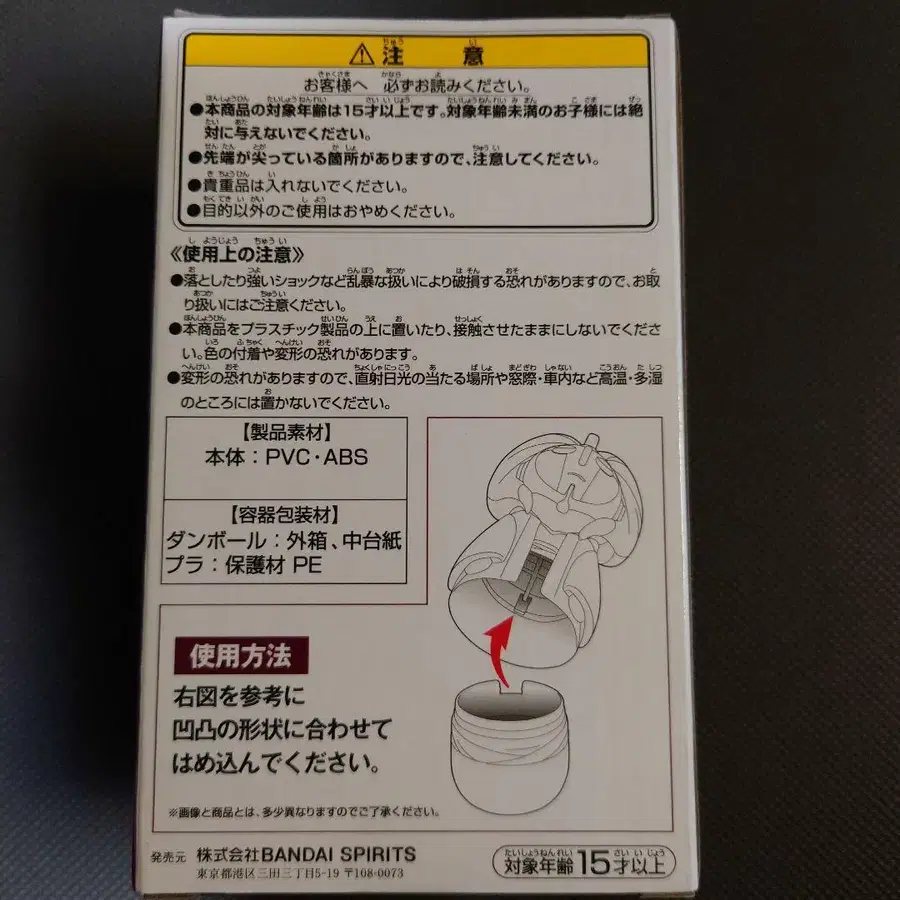 ⚠注意
お客様へ 必ずお読みください。
●本商品の対象年齢は15才以上です。対象年齢未満のお子様には絶
対に与えないでください。
●先端が尖っている箇所がありますので、注意してください。
●貴重品は入れないでください。
●目的以外のご使用はおやめください。
《使用上の注意》
●落としたり強いショックなど乱暴な扱いにより破損する恐れがありますので、お取
り扱いにはご注意ください。
●本商品をプラスチック製品の上に置いたり、接触させたままにしないでくださ
い。色の付着や変形の恐れがあります。
●変形の恐れがありますので、直射日光の当たる場所や窓際・車内など高温・多湿
のところには置かないでください。
【製品素材】
本体：PVC・ABS
【容器包装材】
ダンボール：外箱、中台紙
プラ：保護材 PE
使用方法
右図を参考に
凹凸の形状に合わせて
はめ込んでください。
※画像と商品とは、多少異なりますのでご了承ください。
発売元 株式会社BANDAI SPIRITS
東京都港区三田三丁目5-19 〒108-0073
対象年齢 15才以上